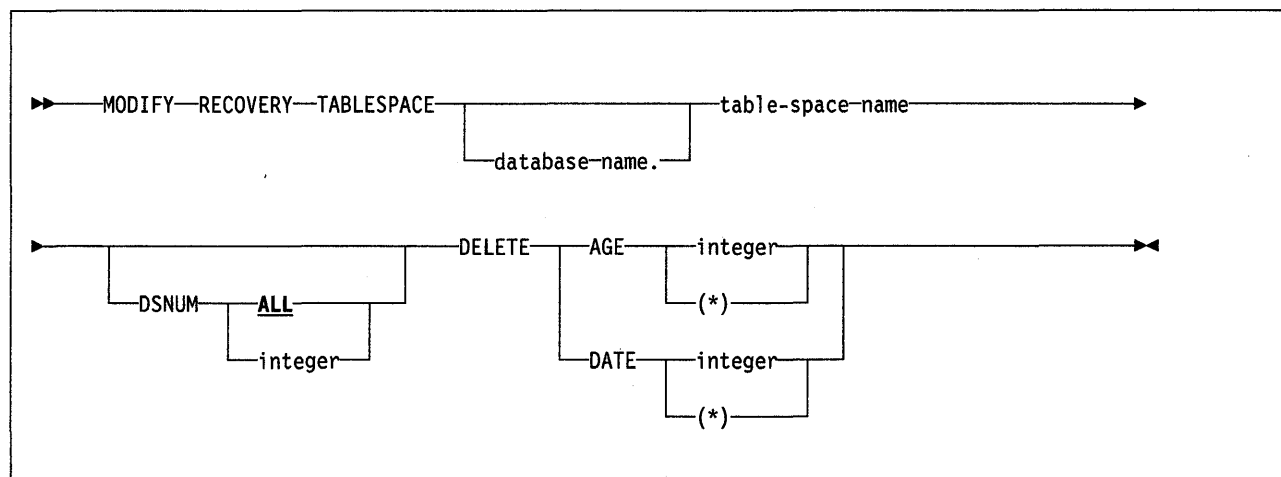 MODIFY RECOVERY TABLESPACE table-space name
database name.
DELETE AGE integer
DSNUM ALL (*)
integer DATE integer
(*)